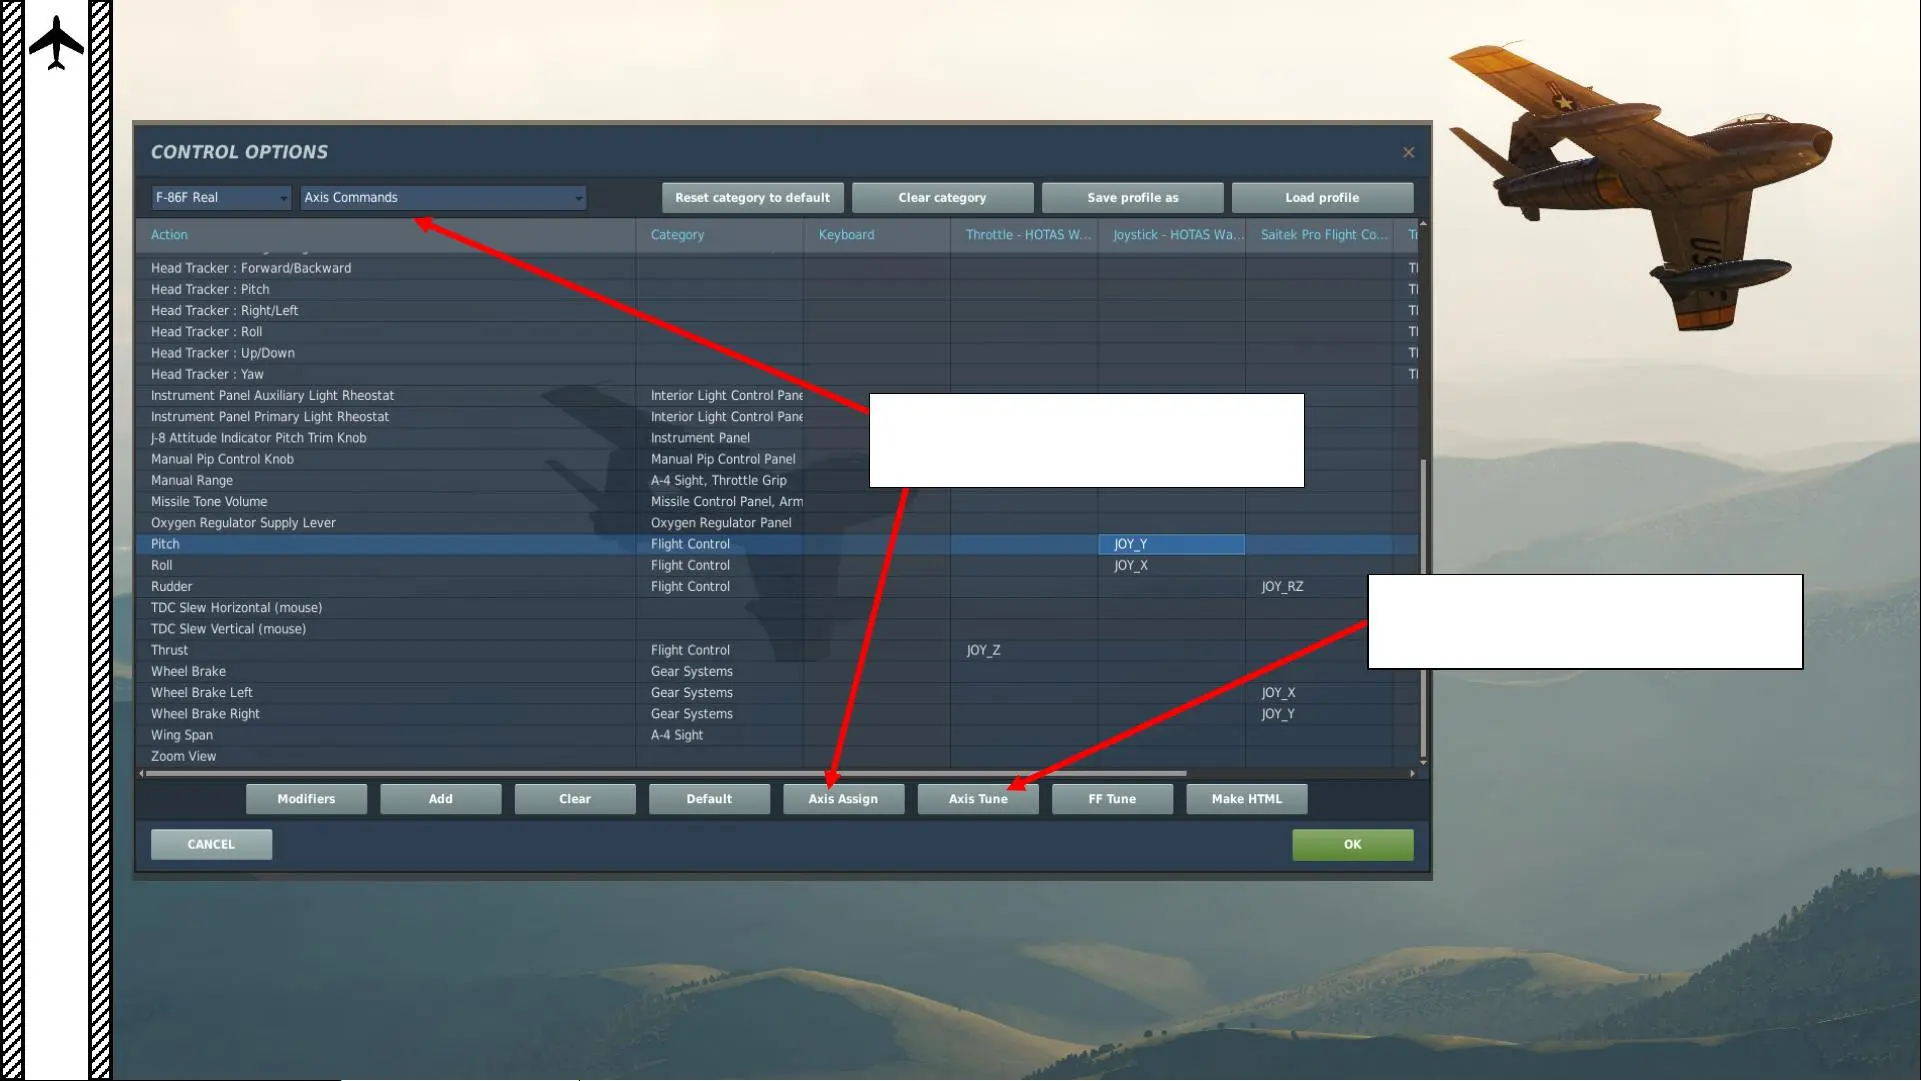 CONTROL OPTIONS
F-86F Real Axis Commands Reset category to default Clear category Save profile as Load profile
Action Category Keyboard Throttle - HOTAS W... Joystick - HOTAS Wa... Saitek Pro Flight Co...
Head Tracker : Forward/Backward
Head Tracker : Pitch
Head Tracker : Right/Left
Head Tracker : Roll
Head Tracker : Up/Down
Head Tracker : Yaw
Instrument Panel Auxiliary Light Rheostat Interior Light Control Pane
Instrument Panel Primary Light Rheostat Interior Light Control Pane
J-8 Attitude Indicator Pitch Trim Knob Instrument Panel
Manual Pip Control Knob Manual Pip Control Panel
Manual Range A-4 Sight, Throttle Grip
Missile Tone Volume Missile Control Panel, Arm
Oxygen Regulator Supply Lever Oxygen Regulator Panel
Pitch Flight Control JOY_Y
Roll Flight Control JOY_X
Rudder Flight Control JOY_RZ
TDC Slew Horizontal (mouse)
TDC Slew Vertical (mouse)
Thrust Flight Control JOY_Z
Wheel Brake Gear Systems
Wheel Brake Left Gear Systems JOY_X
Wheel Brake Right Gear Systems JOY_Y
Wing Span A-4 Sight
Zoom View
Modifiers Add Clear Default Axis Assign Axis Tune FF Tune Make HTML
CANCEL OK